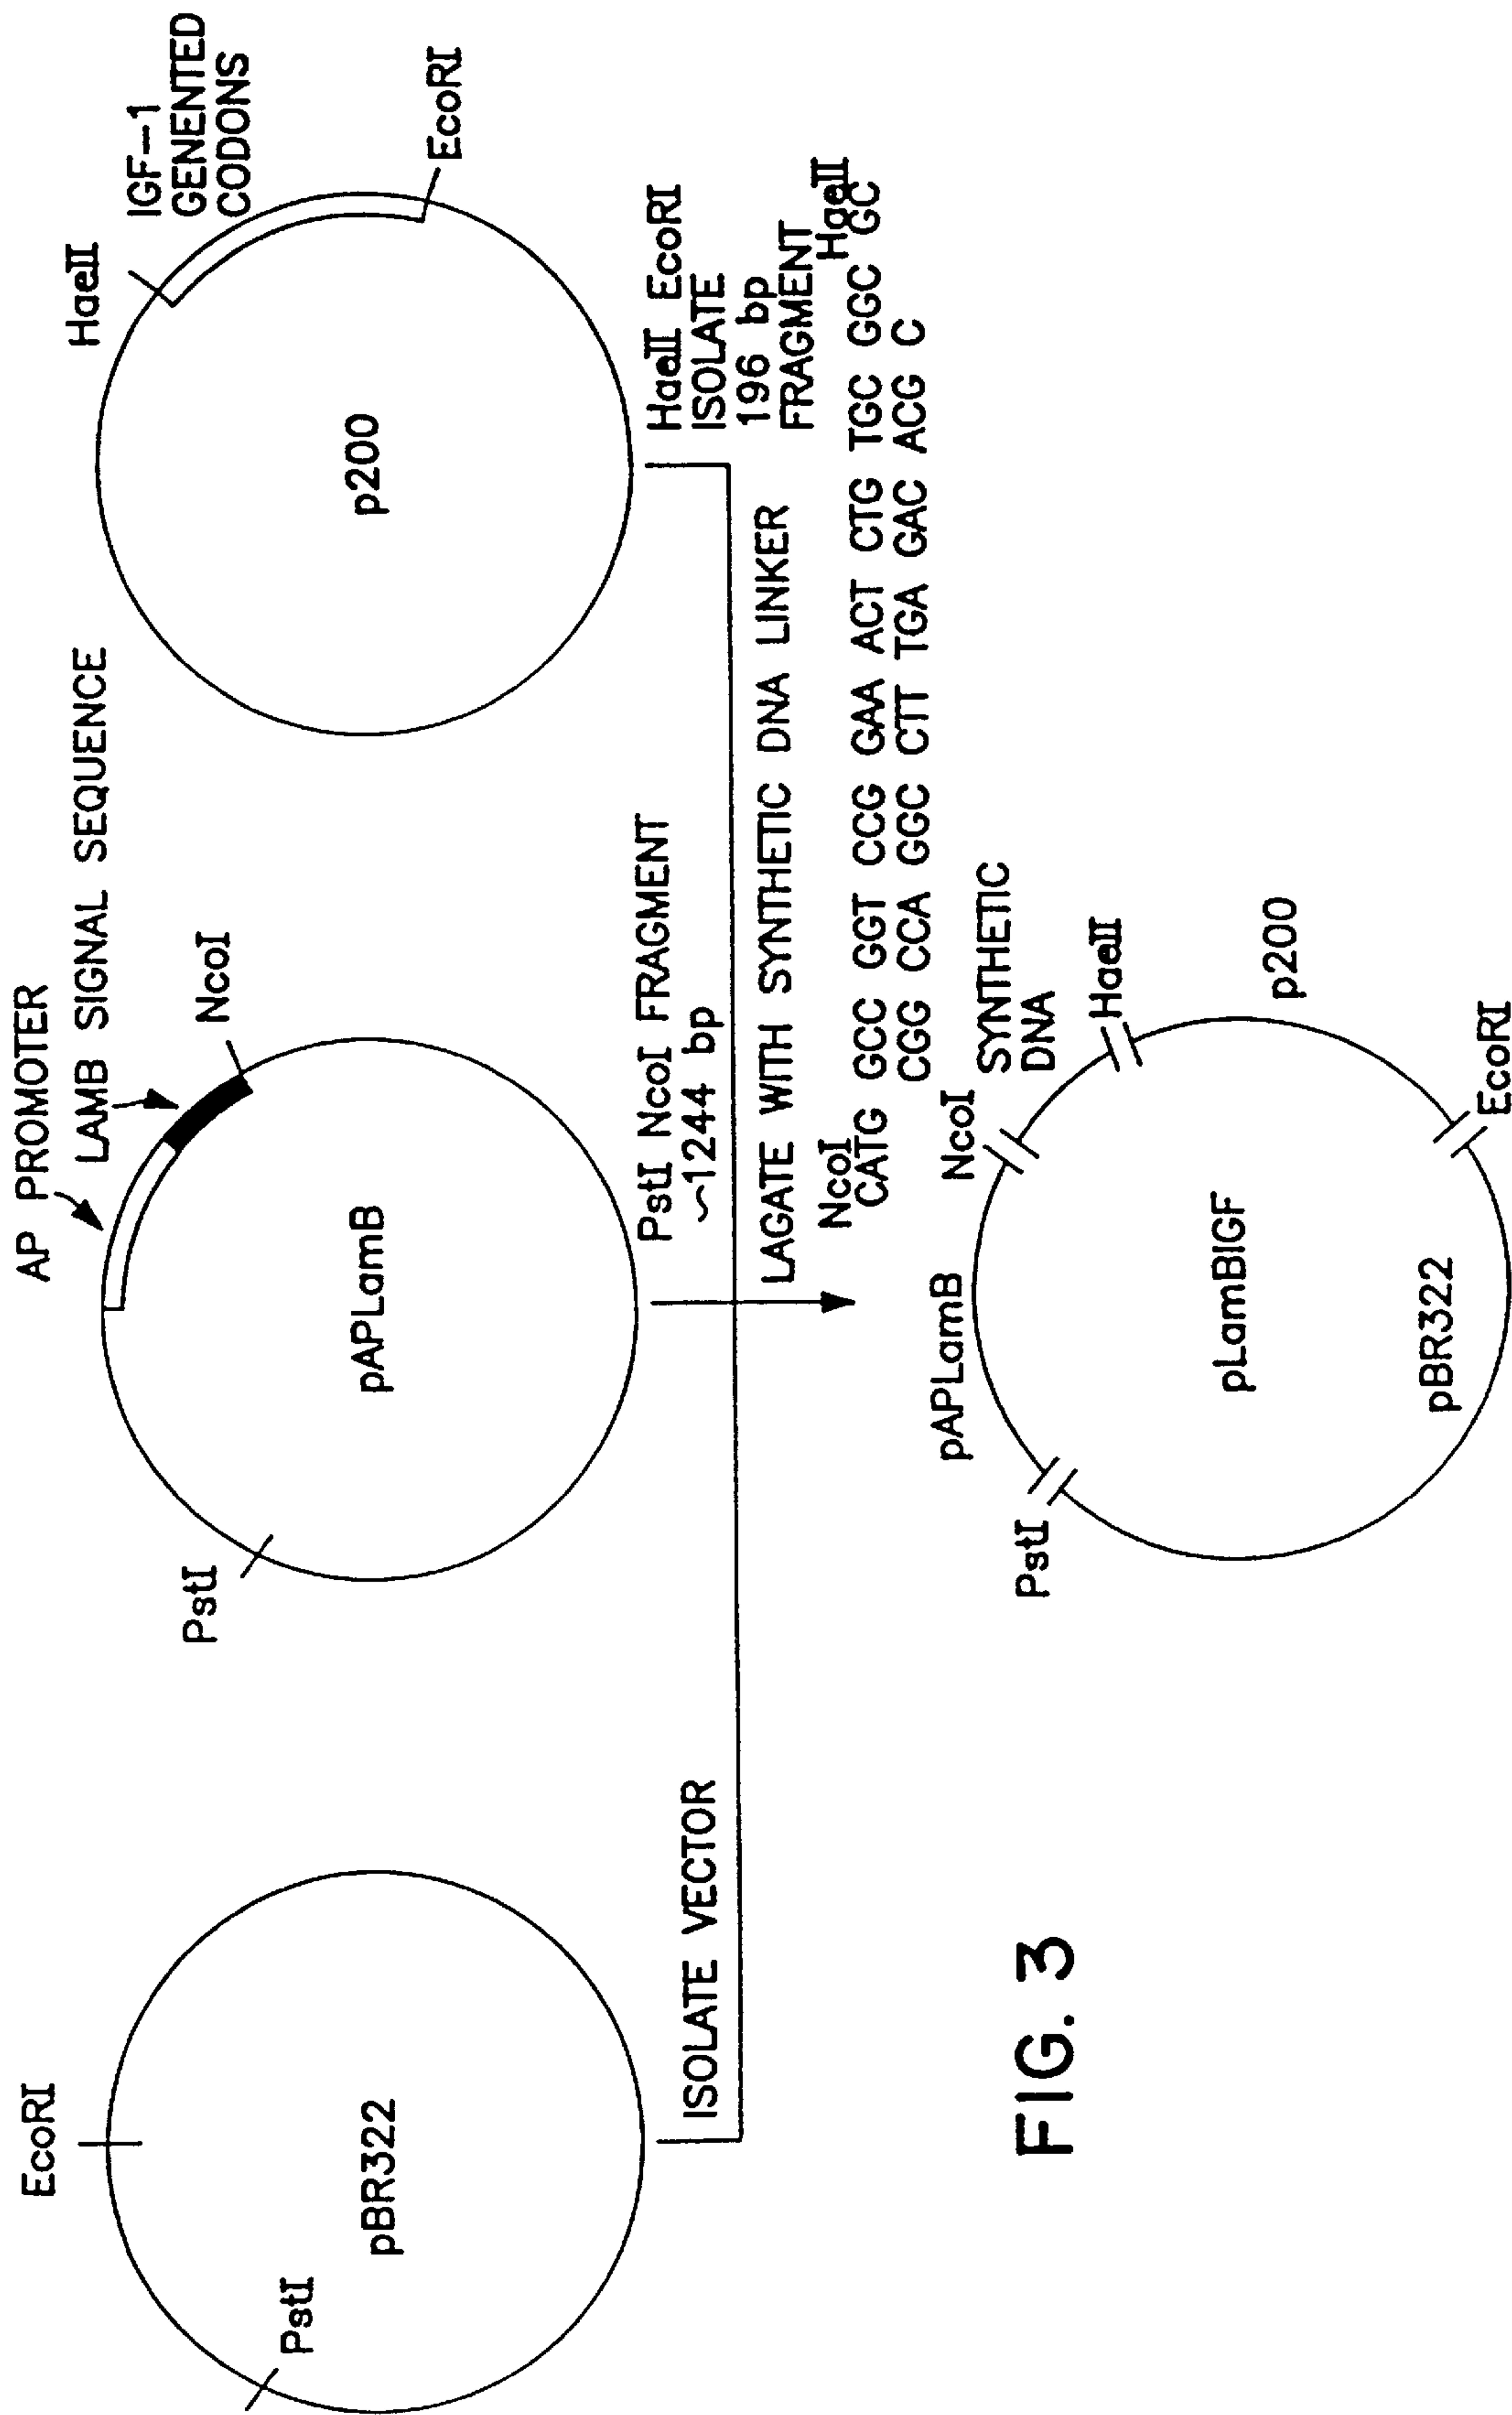 EcoRI
PstI
pBR322
ISOLATE VECTOR
AP PROMOTER
LAMB SIGNAL SEQUENCE
NcoI
PstI
pAPLamB
PstI NcoI FRAGMENT
~1244 bp
HaeII
IGF-1
GENENTED
CODONS
EcoRI
p200
HaeII EcoRI
ISOLATE
196 bp
FRAGMENT
LAGATE WITH SYNTHETIC DNA LINKER
NcoI
HaeII
CATG GCC GGT CCG GAA ACT CTG TGC GGC GC
CGG CCA GGC CTT TGA GAC ACG C
pAPLamB
NcoI
SYNTHETIC
DNA
HaeII
PstI
pLamBIGF
p200
pBR322
EcoRI
FIG. 3